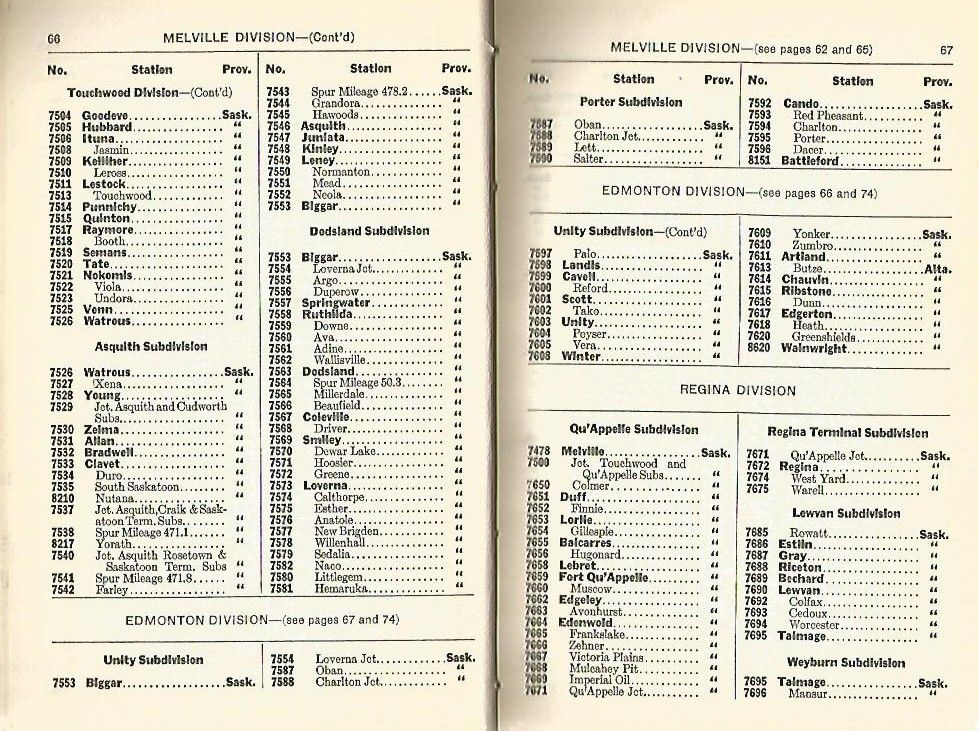 66
MELVILLE DIVISION—(Cont'd)
No. Station Prov.
Touchwood Division—(Cont'd)
7504 Goodeve Sask.
7505 Hubbard "
7506 Ituna "
7508 Jasmin "
7509 Kelliher "
7510 Leross "
7511 Lestock "
7513 Touchwood "
7514 Punnichy "
7515 Quinton "
7517 Raymore "
7518 Booth "
7519 Semans "
7520 Tate "
7521 Nokomis "
7522 Viola "
7523 Undora "
7525 Venn "
7526 Watrous "
Asquith Subdivision
7526 Watrous Sask.
7527 Xena "
7528 Young "
7529 Jct. Asquith and Cudworth
Subs. "
7530 Zelma "
7531 Allan "
7532 Bradwell "
7533 Clavet "
7534 Duro "
7535 South Saskatoon "
8210 Nutana "
7537 Jct. Asquith, Craik & Sask-
atoon Term. Subs. "
7538 Spur Mileage 471.1 "
8217 Yorath "
7540 Jct. Asquith Rosetown &
Saskatoon Term. Subs "
7541 Spur Mileage 471.8 "
7542 Farley "
No. Station Prov.
7543 Spur Mileage 478.2 Sask.
7544 Grandora "
7545 Hawoods "
7546 Asquith "
7547 Juniata "
7548 Kinley "
7549 Leney "
7550 Normanton "
7551 Mead "
7552 Neola "
7553 Biggar "
Dodsland Subdivision
7553 Biggar Sask.
7554 Loverna Jct. "
7555 Argo "
7556 Duperow "
7557 Springwater "
7558 Ruthilda "
7559 Downe "
7560 Ava "
7561 Adine "
7562 Wallisville "
7563 Dodsland "
7564 Spur Mileage 50.3 "
7565 Millerdale "
7566 Beaufield "
7567 Coleville "
7568 Driver "
7569 Smiley "
7570 Dewar Lake "
7571 Hoosier "
7572 Greene "
7573 Loverna "
7574 Calthorpe "
7575 Esther "
7576 Anatole "
7577 New Brigden "
7578 Willenhall "
7579 Sedalia "
7582 Naco "
7580 Littlegem "
7581 Hemaruka "
EDMONTON DIVISION—(see pages 67 and 74)
Unity Subdivision
7553 Biggar Sask.
7554 Loverna Jct. Sask.
7587 Oban "
7588 Charlton Jct. "
MELVILLE DIVISION—(see pages 62 and 65) 67
No. Station Prov.
Porter Subdivision
7587 Oban Sask.
7588 Charlton Jct. "
7589 Lett "
7590 Salter "
No. Station Prov.
7592 Cando Sask.
7593 Red Pheasant "
7594 Charlton "
7595 Porter "
7596 Dacer "
8151 Battleford "
EDMONTON DIVISION—(see pages 66 and 74)
Unity Subdivision—(Cont'd)
7597 Palo Sask.
7598 Landis "
7599 Cavell "
7600 Reford "
7601 Scott "
7602 Tako "
7603 Unity "
7604 Poyser "
7605 Vera "
7608 Winter "
7609 Yonker Sask.
7610 Zumbro "
7611 Artland "
7613 Butze Alta.
7614 Chauvin "
7615 Ribstone "
7616 Dunn "
7617 Edgerton "
7618 Heath "
7620 Greenshields "
8620 Wainwright "
REGINA DIVISION
Qu'Appelle Subdivision
7478 Melville Sask.
7500 Jct. Touchwood and
Qu'Appelle Subs "
7650 Colmer "
7651 Duff "
7652 Finnie "
7653 Lorlie "
7654 Gillespie "
7655 Balcarres "
7656 Hugonard "
7658 Lebret "
7659 Fort Qu'Appelle "
7660 Muscow "
7662 Edgeley "
7663 Avonhurst "
7664 Edenwold "
7665 Frankslake "
7666 Zehner "
7667 Victoria Plains "
7668 Mulcahey Pit "
7669 Imperial Oil "
7671 Qu'Appelle Jct. "
Regina Terminal Subdivision
7671 Qu'Appelle Jct. Sask.
7672 Regina "
7674 West Yard "
7675 Warell "
Lewvan Subdivision
7685 Rowatt Sask.
7686 Estlin "
7687 Gray "
7688 Riceton "
7689 Bechard "
7690 Lewvan "
7692 Colfax "
7693 Cedoux "
7694 Worcester "
7695 Talmage "
Weyburn Subdivision
7695 Talmage Sask.
7696 Mansur "